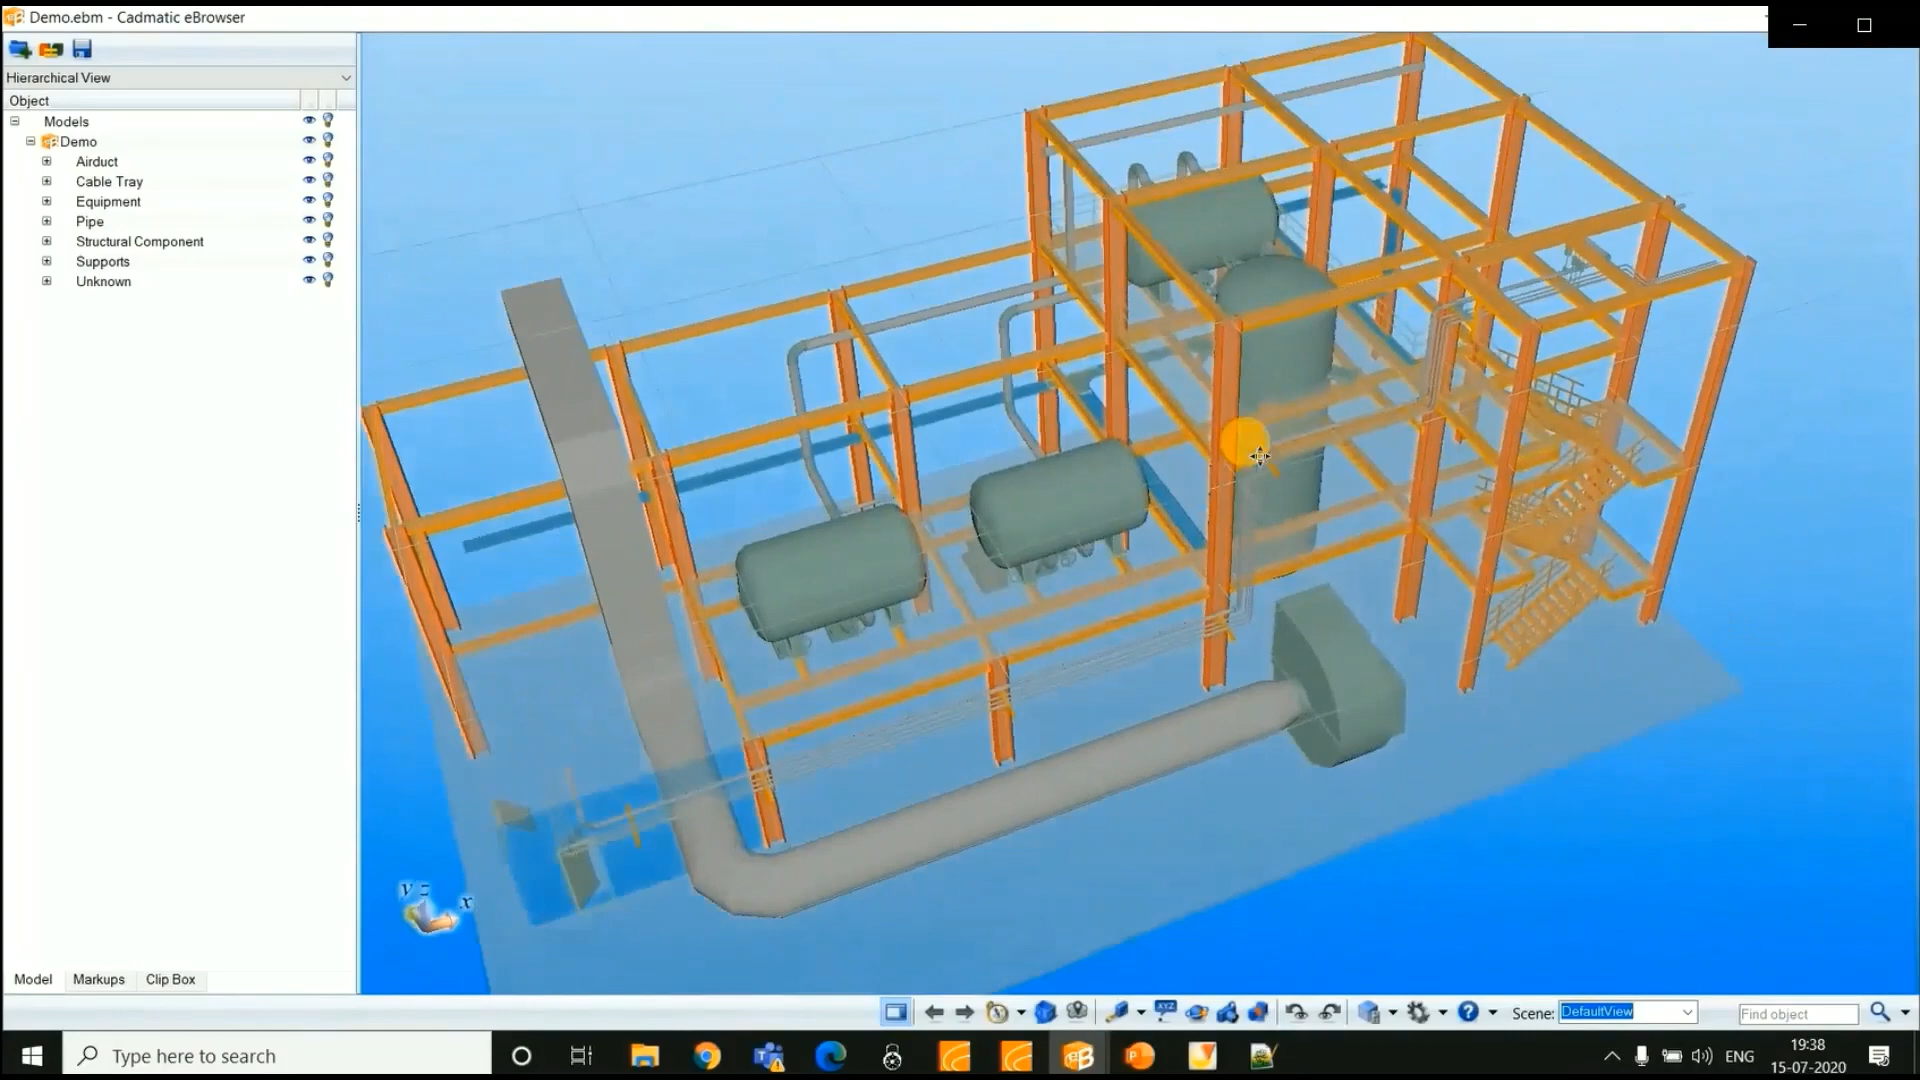 Demo.ebm - Cadmatic eBrowser
Hierarchical View
Object
Models
Demo
Airduct
Cable Tray
Equipment
Pipe
Structural Component
Supports
Unknown
y z x
Model Markups Clip Box
XYZ
Scene: DefaultView Find object
Type here to search
ENG
19:38
15-07-2020